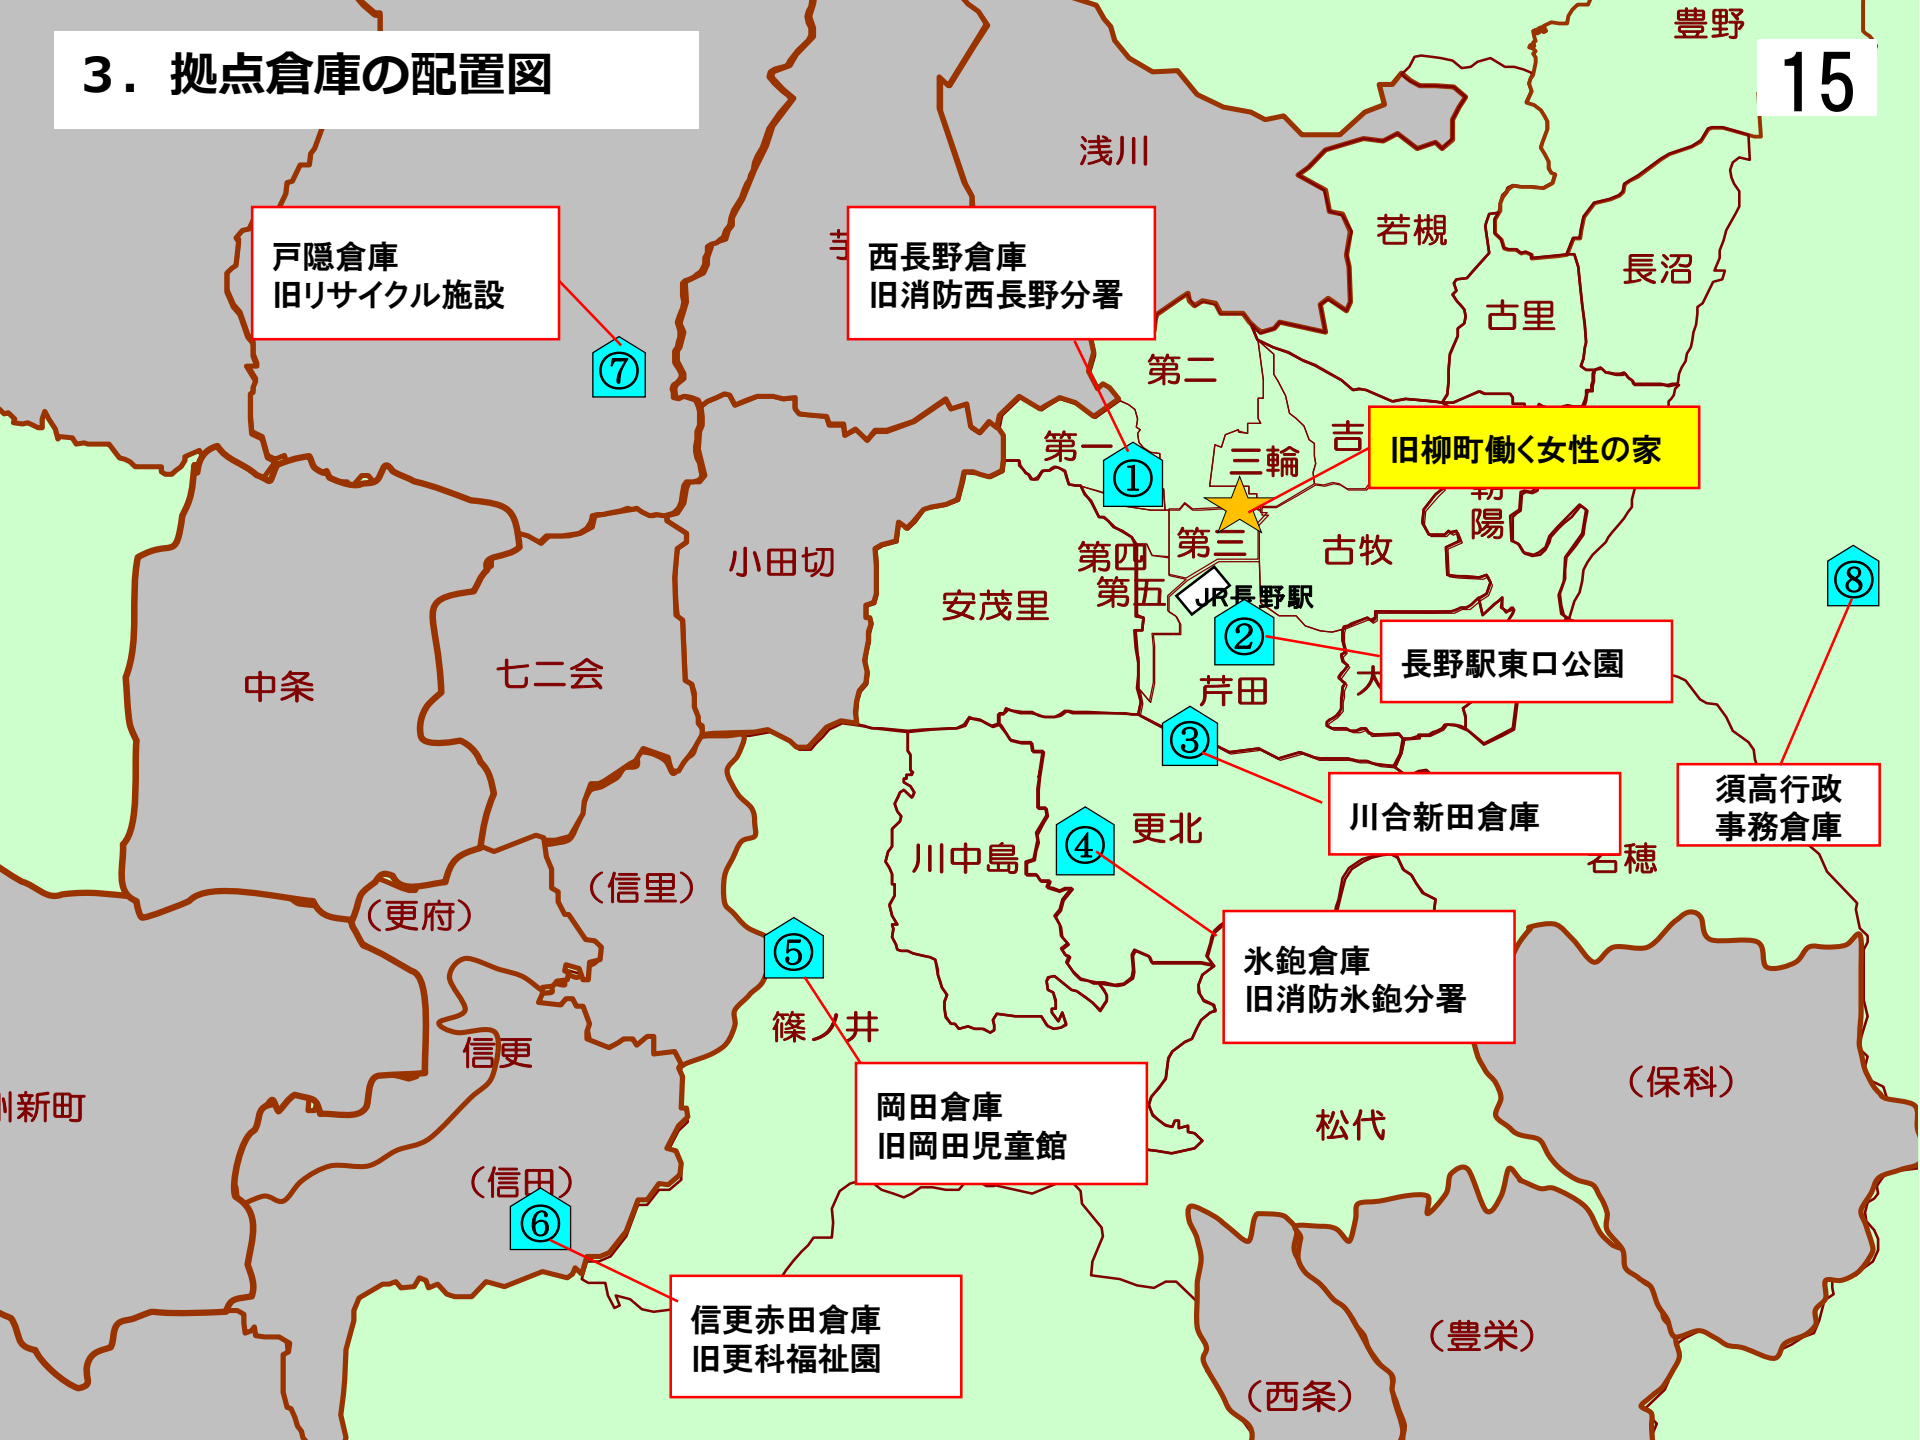 3．拠点倉庫の配置図
15
豊野
浅川
若槻
長沼
古里
戸隠倉庫
旧リサイクル施設
⑦
西長野倉庫
旧消防西長野分署
第二
第一
①
三輪
吉
旧柳町働く女性の家
陽
第三
古牧
第四
第五
JR長野駅
②
長野駅東口公園
⑧
小田切
安茂里
中条
七二会
芹田
③
川合新田倉庫
須高行政
事務倉庫
更北
川中島
④
若穂
（信里）
（更府）
⑤
氷鉋倉庫
旧消防氷鉋分署
篠ノ井
信更
州新町
岡田倉庫
旧岡田児童館
松代
（保科）
（信田）
⑥
信更赤田倉庫
旧更科福祉園
（豊栄）
（西条）